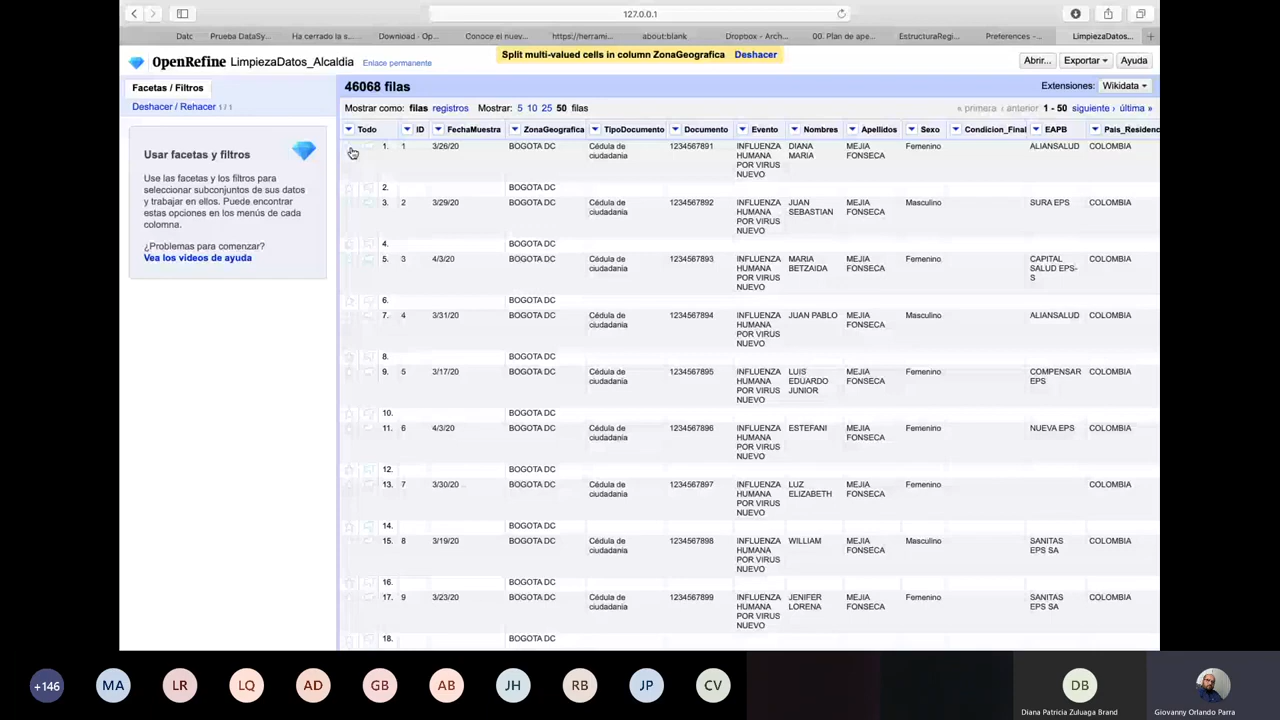 127.0.0.1
Datc
Prueba DataSy...
Ha cerrado la s...
Download - Op...
Conoce el nuev...
https://herrami...
about:blank
Dropbox - Arch...
00. Plan de ape...
EstructuraRegi...
Preferences -...
LimpiezaDatos...
Split multi-valued cells in column ZonaGeografica Deshacer
OpenRefine LimpiezaDatos_Alcaldia Enlace permanente
Abrir... Exportar Ayuda
Facetas / Filtros
Deshacer / Rehacer 1 / 1
Usar facetas y filtros
Use las facetas y los filtros para
seleccionar subconjuntos de sus datos
y trabajar en ellos. Puede encontrar
estas opciones en los menús de cada
colomna.
¿Problemas para comenzar?
Vea los videos de ayuda
46068 filas
Extensiones: Wikidata
Mostrar como: filas registros Mostrar: 5 10 25 50 filas
« primera ‹ anterior 1 - 50 siguiente › última »
Todo ID FechaMuestra ZonaGeografica TipoDocumento Documento Evento Nombres Apellidos Sexo Condicion_Final EAPB Pais_Residenc
1. 1 3/26/20 BOGOTA DC Cédula de ciudadania 1234567891 INFLUENZA HUMANA POR VIRUS NUEVO DIANA MARIA MEJIA FONSECA Femenino ALIANSALUD COLOMBIA
2. BOGOTA DC
3. 2 3/29/20 BOGOTA DC Cédula de ciudadania 1234567892 INFLUENZA HUMANA POR VIRUS NUEVO JUAN SEBASTIAN MEJIA FONSECA Masculino SURA EPS COLOMBIA
4. BOGOTA DC
5. 3 4/3/20 BOGOTA DC Cédula de ciudadania 1234567893 INFLUENZA HUMANA POR VIRUS NUEVO MARIA BETZAIDA MEJIA FONSECA Femenino CAPITAL SALUD EPS-S COLOMBIA
6. BOGOTA DC
7. 4 3/31/20 BOGOTA DC Cédula de ciudadania 1234567894 INFLUENZA HUMANA POR VIRUS NUEVO JUAN PABLO MEJIA FONSECA Masculino ALIANSALUD COLOMBIA
8. BOGOTA DC
9. 5 3/17/20 BOGOTA DC Cédula de ciudadania 1234567895 INFLUENZA HUMANA POR VIRUS NUEVO LUIS EDUARDO JUNIOR MEJIA FONSECA Femenino COMPENSAR EPS COLOMBIA
10. BOGOTA DC
11. 6 4/3/20 BOGOTA DC Cédula de ciudadania 1234567896 INFLUENZA HUMANA POR VIRUS NUEVO ESTEFANI MEJIA FONSECA Femenino NUEVA EPS COLOMBIA
12. BOGOTA DC
13. 7 3/30/20 BOGOTA DC Cédula de ciudadania 1234567897 INFLUENZA HUMANA POR VIRUS NUEVO LUZ ELIZABETH MEJIA FONSECA Femenino COLOMBIA
14. BOGOTA DC
15. 8 3/19/20 BOGOTA DC Cédula de ciudadania 1234567898 INFLUENZA HUMANA POR VIRUS NUEVO WILLIAM MEJIA FONSECA Masculino SANITAS EPS SA COLOMBIA
16. BOGOTA DC
17. 9 3/23/20 BOGOTA DC Cédula de ciudadania 1234567899 INFLUENZA HUMANA POR VIRUS NUEVO JENIFER LORENA MEJIA FONSECA Femenino SANITAS EPS SA COLOMBIA
18. BOGOTA DC
+146 MA LR LQ AD GB AB JH RB JP CV DB
Diana Patricia Zuluaga Brand
Giovanny Orlando Parra